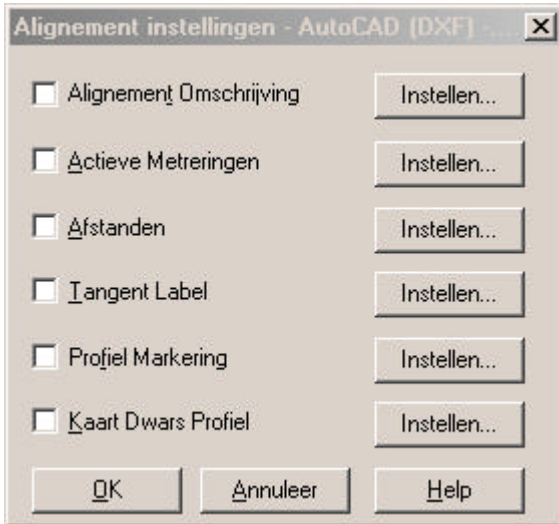 Alignement instellingen - AutoCAD (DXF) -...
Alignement Omschrijving Instellen...
Actieve Metreringen Instellen...
Afstanden Instellen...
Tangent Label Instellen...
Profiel Markering Instellen...
Kaart Dwars Profiel Instellen...
OK Annuleer Help